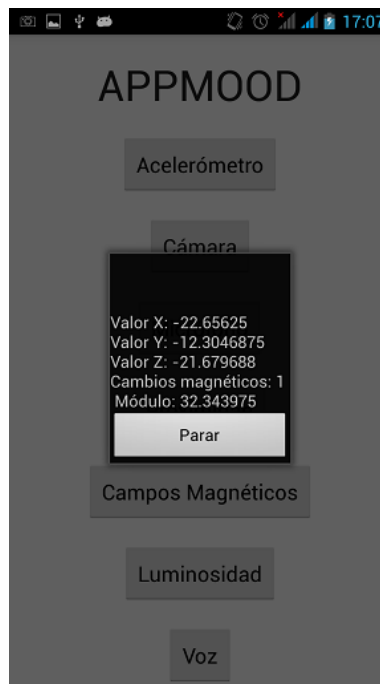 17:07
APPMOOD
Acelerómetro
Cámara
Valor X: -22.65625
Valor Y: -12.3046875
Valor Z: -21.679688
Cambios magnéticos: 1
Módulo: 32.343975
Parar
Campos Magnéticos
Luminosidad
Voz